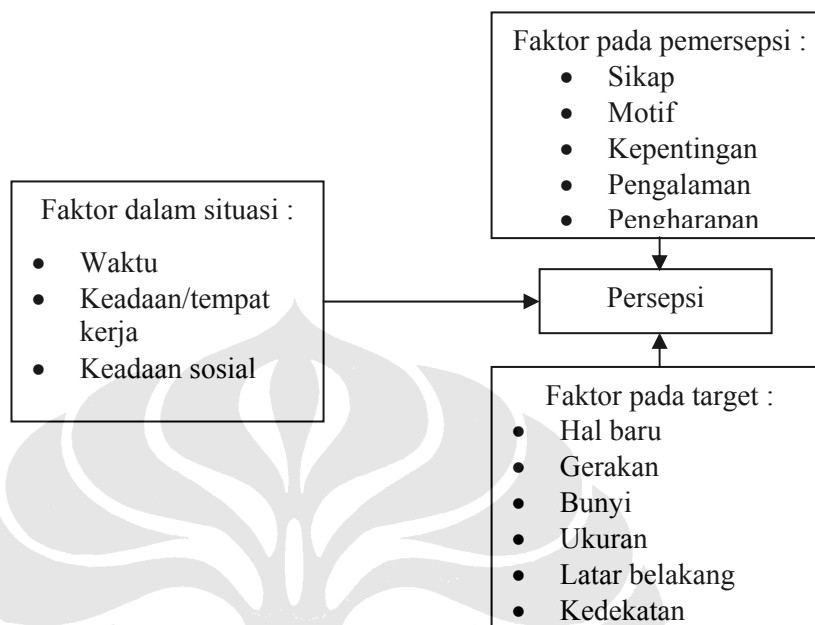 Faktor pada pemersepsi :
• Sikap
• Motif
• Kepentingan
• Pengalaman
• Pengharapan
Faktor dalam situasi :
• Waktu
• Keadaan/tempat
kerja
• Keadaan sosial
Persepsi
Faktor pada target :
• Hal baru
• Gerakan
• Bunyi
• Ukuran
• Latar belakang
• Kedekatan